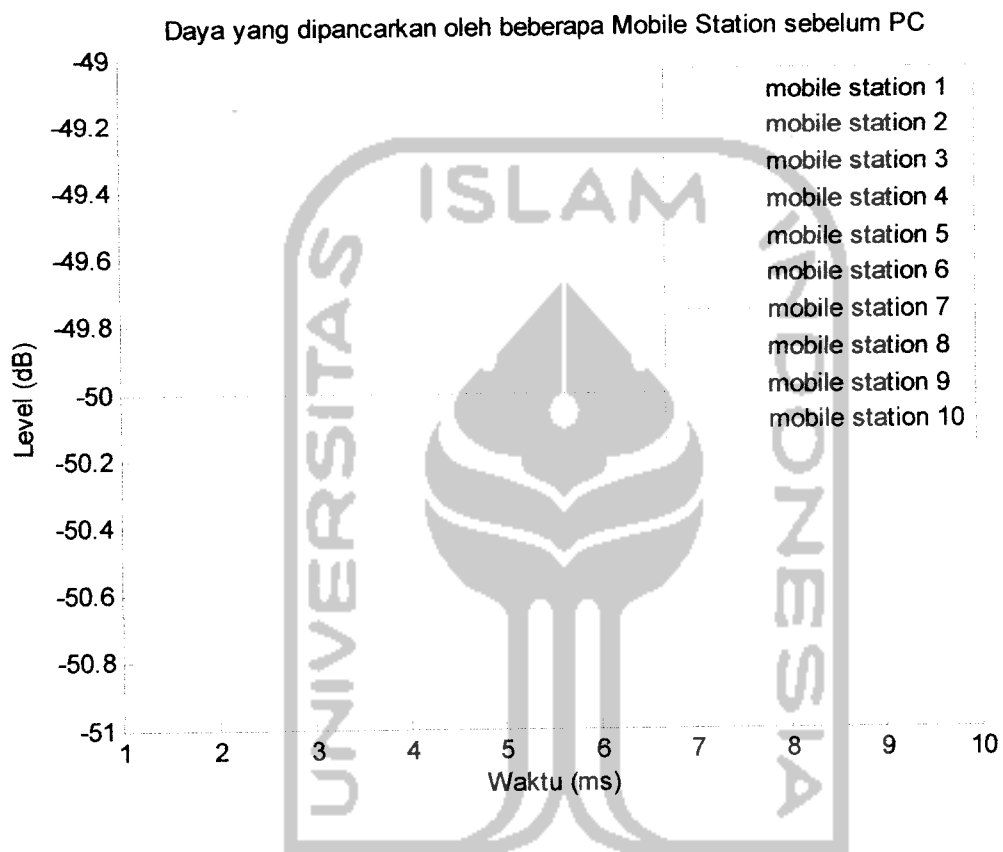 Daya yang dipancarkan oleh beberapa Mobile Station sebelum PC
-49
-49.2
-49.4
-49.6
-49.8
-50
-50.2
-50.4
-50.6
-50.8
-51
Level (dB)
mobile station 1
mobile station 2
mobile station 3
mobile station 4
mobile station 5
mobile station 6
mobile station 7
mobile station 8
mobile station 9
mobile station 10
1 2 3 4 5 6 7 8 9 10
Waktu (ms)
UNIVERSITAS
ISLAM
INDONESIA